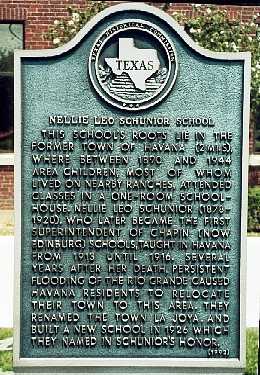 TEXAS HISTORICAL COMMISSION
TEXAS
NELLIE LEO SCHUNIOR SCHOOL
THIS SCHOOL'S ROOTS LIE IN THE
FORMER TOWN OF HAVANA (2 MI. S),
WHERE BETWEEN AND 1944
AREA CHILDREN, MOST OF WHOM
LIVED ON NEARBY RANCHES, ATTENDED
CLASSES IN A ONE-ROOM SCHOOL-
HOUSE. NELLIE LEO SCHUNIOR
1920), WHO LATER BECAME THE FIRST
SUPERINTENDENT OF CHAPIN (NOW
EDINBURG) SCHOOLS, TAUGHT IN HAVANA
FROM 1913 UNTIL 1916. SEVERAL
YEARS AFTER HER DEATH, PERSISTENT
FLOODING OF THE RIO GRANDE CAUSED
HAVANA RESIDENTS TO RELOCATE
THEIR TOWN TO THIS AREA. THEY
RENAMED THE TOWN LA JOYA AND
BUILT A NEW SCHOOL IN 1926 WHICH
THEY NAMED IN SCHUNIOR'S HONOR.
(1993)